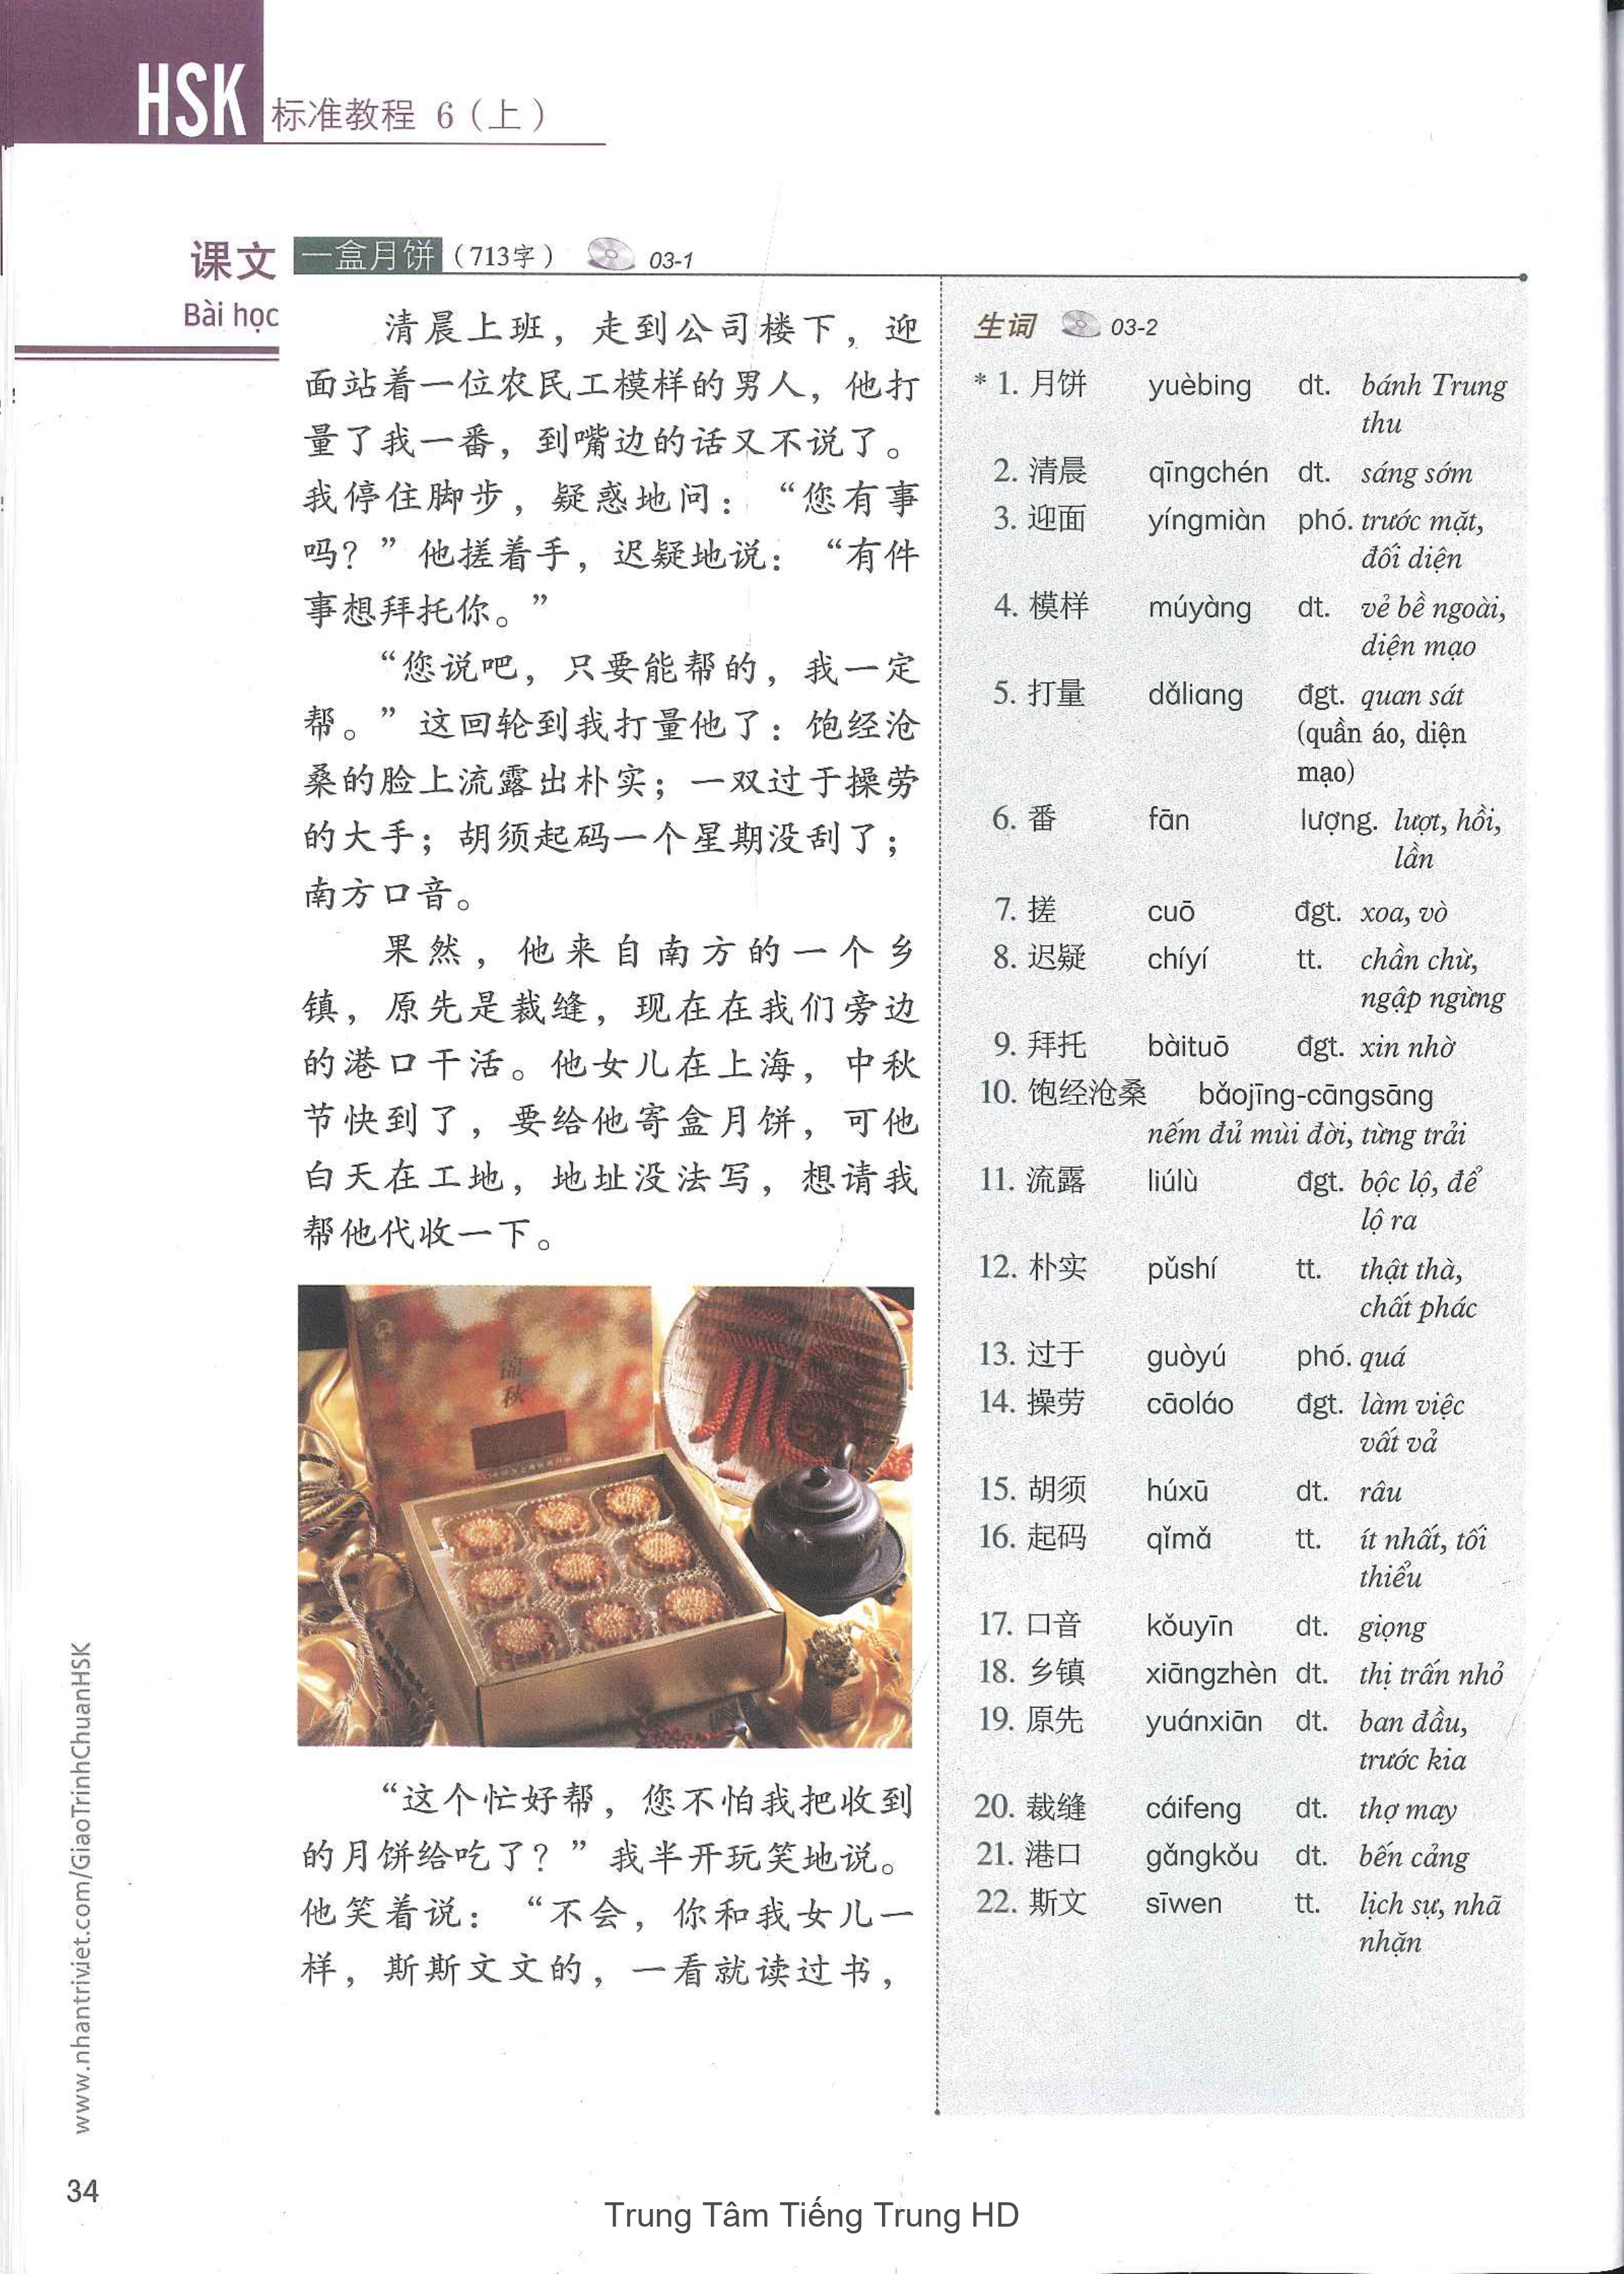 HSK 标准教程 6（上）
课文 一盒月饼（713字） 03-1
Bài học
清晨上班，走到公司楼下，迎
面站着一位农民工模样的男人，他打
量了我一番，到嘴边的话又不说了。
我停住脚步，疑惑地问：“您有事
吗？”他搓着手，迟疑地说：“有件
事想拜托你。”
“您说吧，只要能帮的，我一定
帮。”这回轮到我打量他了：饱经沧
桑的脸上流露出朴实；一双过于操劳
的大手；胡须起码一个星期没刮了；
南方口音。
果然，他来自南方的一个乡
镇，原先是裁缝，现在在我们旁边
的港口干活。他女儿在上海，中秋
节快到了，要给他寄盒月饼，可他
白天在工地，地址没法写，想请我
帮他代收一下。
秋
“这个忙好帮，您不怕我把收到
的月饼给吃了？”我半开玩笑地说。
他笑着说：“不会，你和我女儿一
样，斯斯文文的，一看就读过书，
生词 03-2
* 1. 月饼 yuèbing dt. bánh Trung
thu
2. 清晨 qīngchén dt. sáng sớm
3. 迎面 yíngmiàn phó. trước mặt,
đối diện
4. 模样 múyàng dt. vẻ bề ngoài,
diện mạo
5. 打量 dǎliang đgt. quan sát
(quần áo, diện
mạo)
6. 番 fān lượng. lượt, hồi,
lần
7. 搓 cuō đgt. xoa, vò
8. 迟疑 chíyí tt. chần chừ,
ngập ngừng
9. 拜托 bàituō đgt. xin nhờ
10. 饱经沧桑 bǎojīng-cāngsāng
nếm đủ mùi đời, từng trải
11. 流露 liúlù đgt. bộc lộ, để
lộ ra
12. 朴实 pǔshí tt. thật thà,
chất phác
13. 过于 guòyú phó. quá
14. 操劳 cāoláo đgt. làm việc
vất vả
15. 胡须 húxū dt. râu
16. 起码 qǐmǎ tt. ít nhất, tối
thiểu
17. 口音 kǒuyīn dt. giọng
18. 乡镇 xiāngzhèn dt. thị trấn nhỏ
19. 原先 yuánxiān dt. ban đầu,
trước kia
20. 裁缝 cáifeng dt. thợ may
21. 港口 gǎngkǒu dt. bến cảng
22. 斯文 sīwen tt. lịch sự, nhã
nhặn
www.nhantriviet.com/GiaoTrinhChuanHSK
34
Trung Tâm Tiếng Trung HD